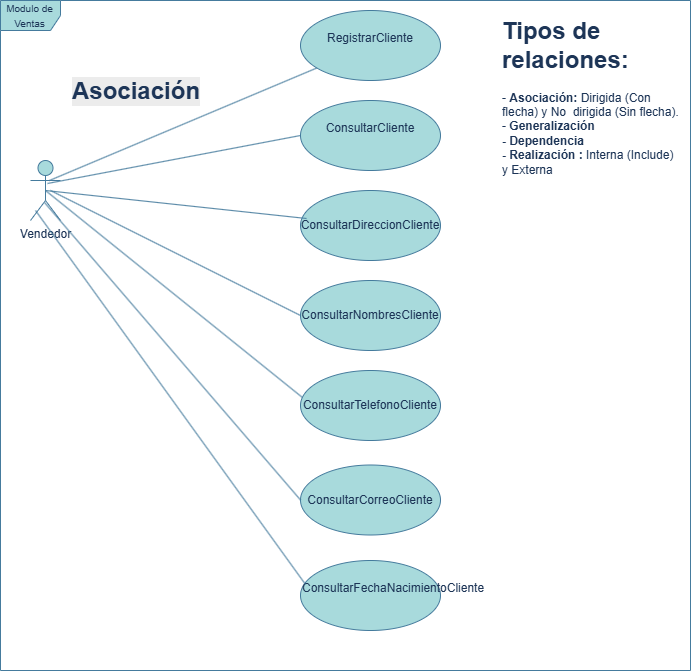 Modulo de
Ventas
Asociación
Vendedor
RegistrarCliente
ConsultarCliente
ConsultarDireccionCliente
ConsultarNombresCliente
ConsultarTelefonoCliente
ConsultarCorreoCliente
ConsultarFechaNacimientoCliente
Tipos de
relaciones:
- Asociación: Dirigida (Con
flecha) y No  dirigida (Sin flecha).
- Generalización
- Dependencia
- Realización : Interna (Include)
y Externa